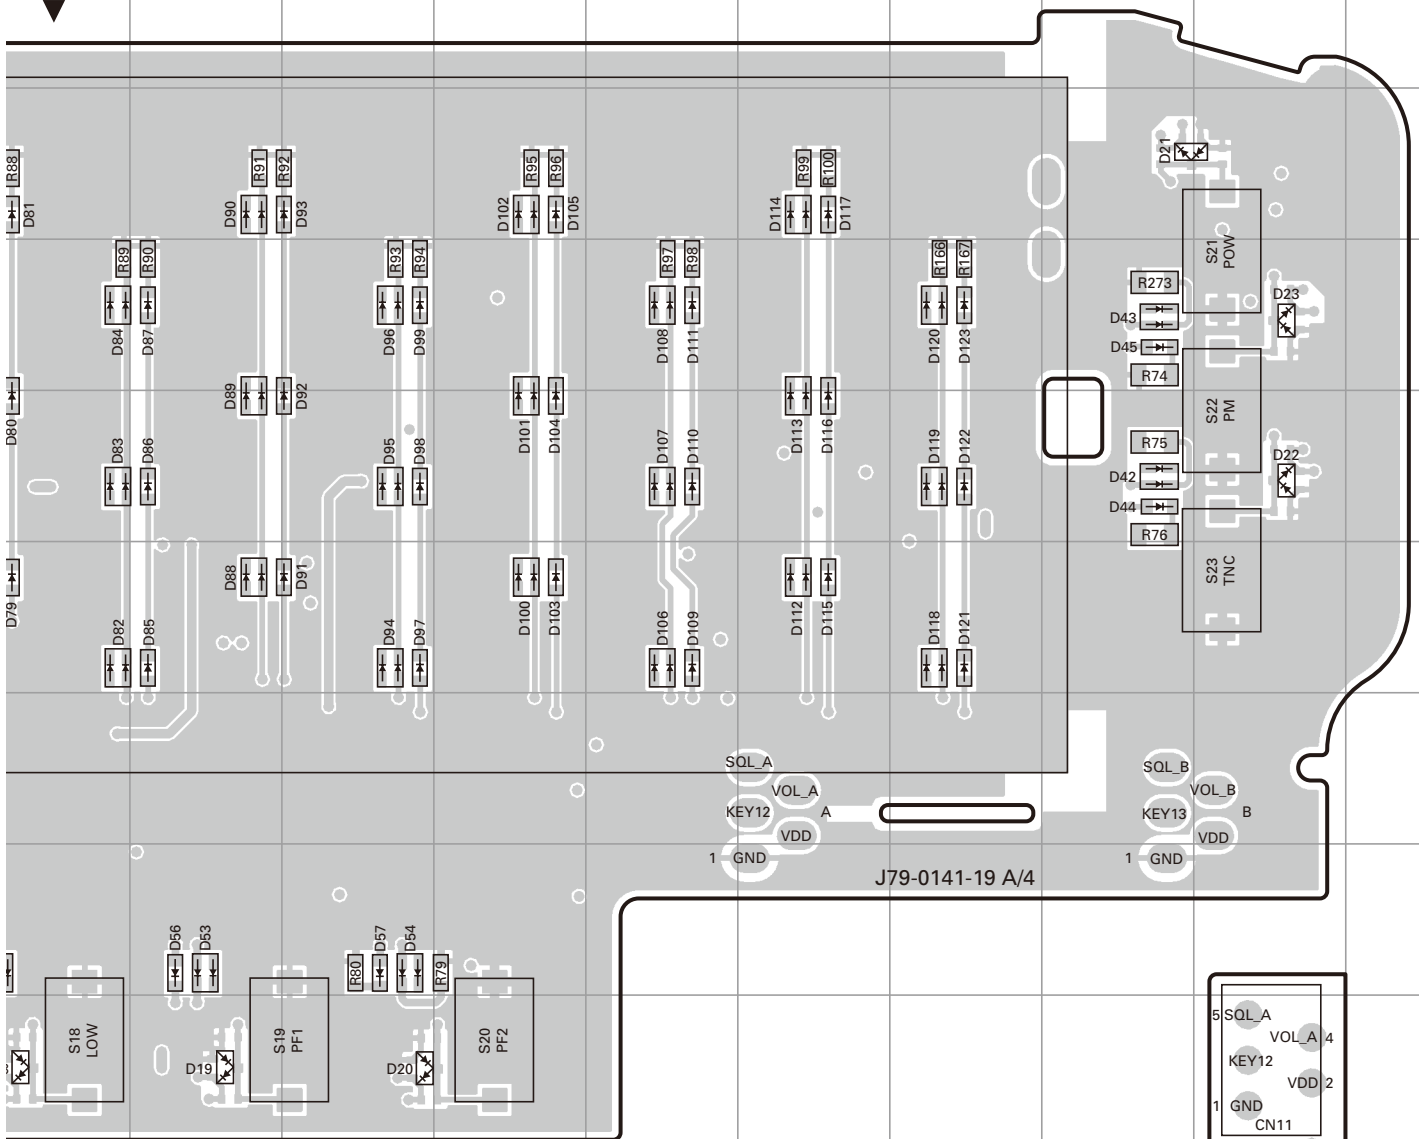 R88
R91
R92
R95
R96
R99
R100
D21
D81
D90
D93
D102
D105
D114
D117
R89
R90
R93
R94
R97
R98
R166
R167
S21
POW
R273
D23
D43
D45
D84
D87
D96
D99
D108
D111
D120
D123
R74
D80
D89
D92
D101
D104
D113
D116
S22
PM
R75
D83
D86
D95
D98
D107
D110
D119
D122
D42
D22
D44
R76
D79
D88
D91
D100
D103
D112
D115
S23
TNC
D82
D85
D94
D97
D106
D109
D118
D121
SQL_A
VOL_A
KEY12
A
VDD
1 GND
SQL_B
VOL_B
KEY13
B
VDD
1 GND
J79-0141-19 A/4
D56
D53
R80
D57
D54
R79
S18
LOW
D19
S19
PF1
D20
S20
PF2
5 SQL_A
VOL_A 4
KEY12
VDD 2
1 GND
CN11